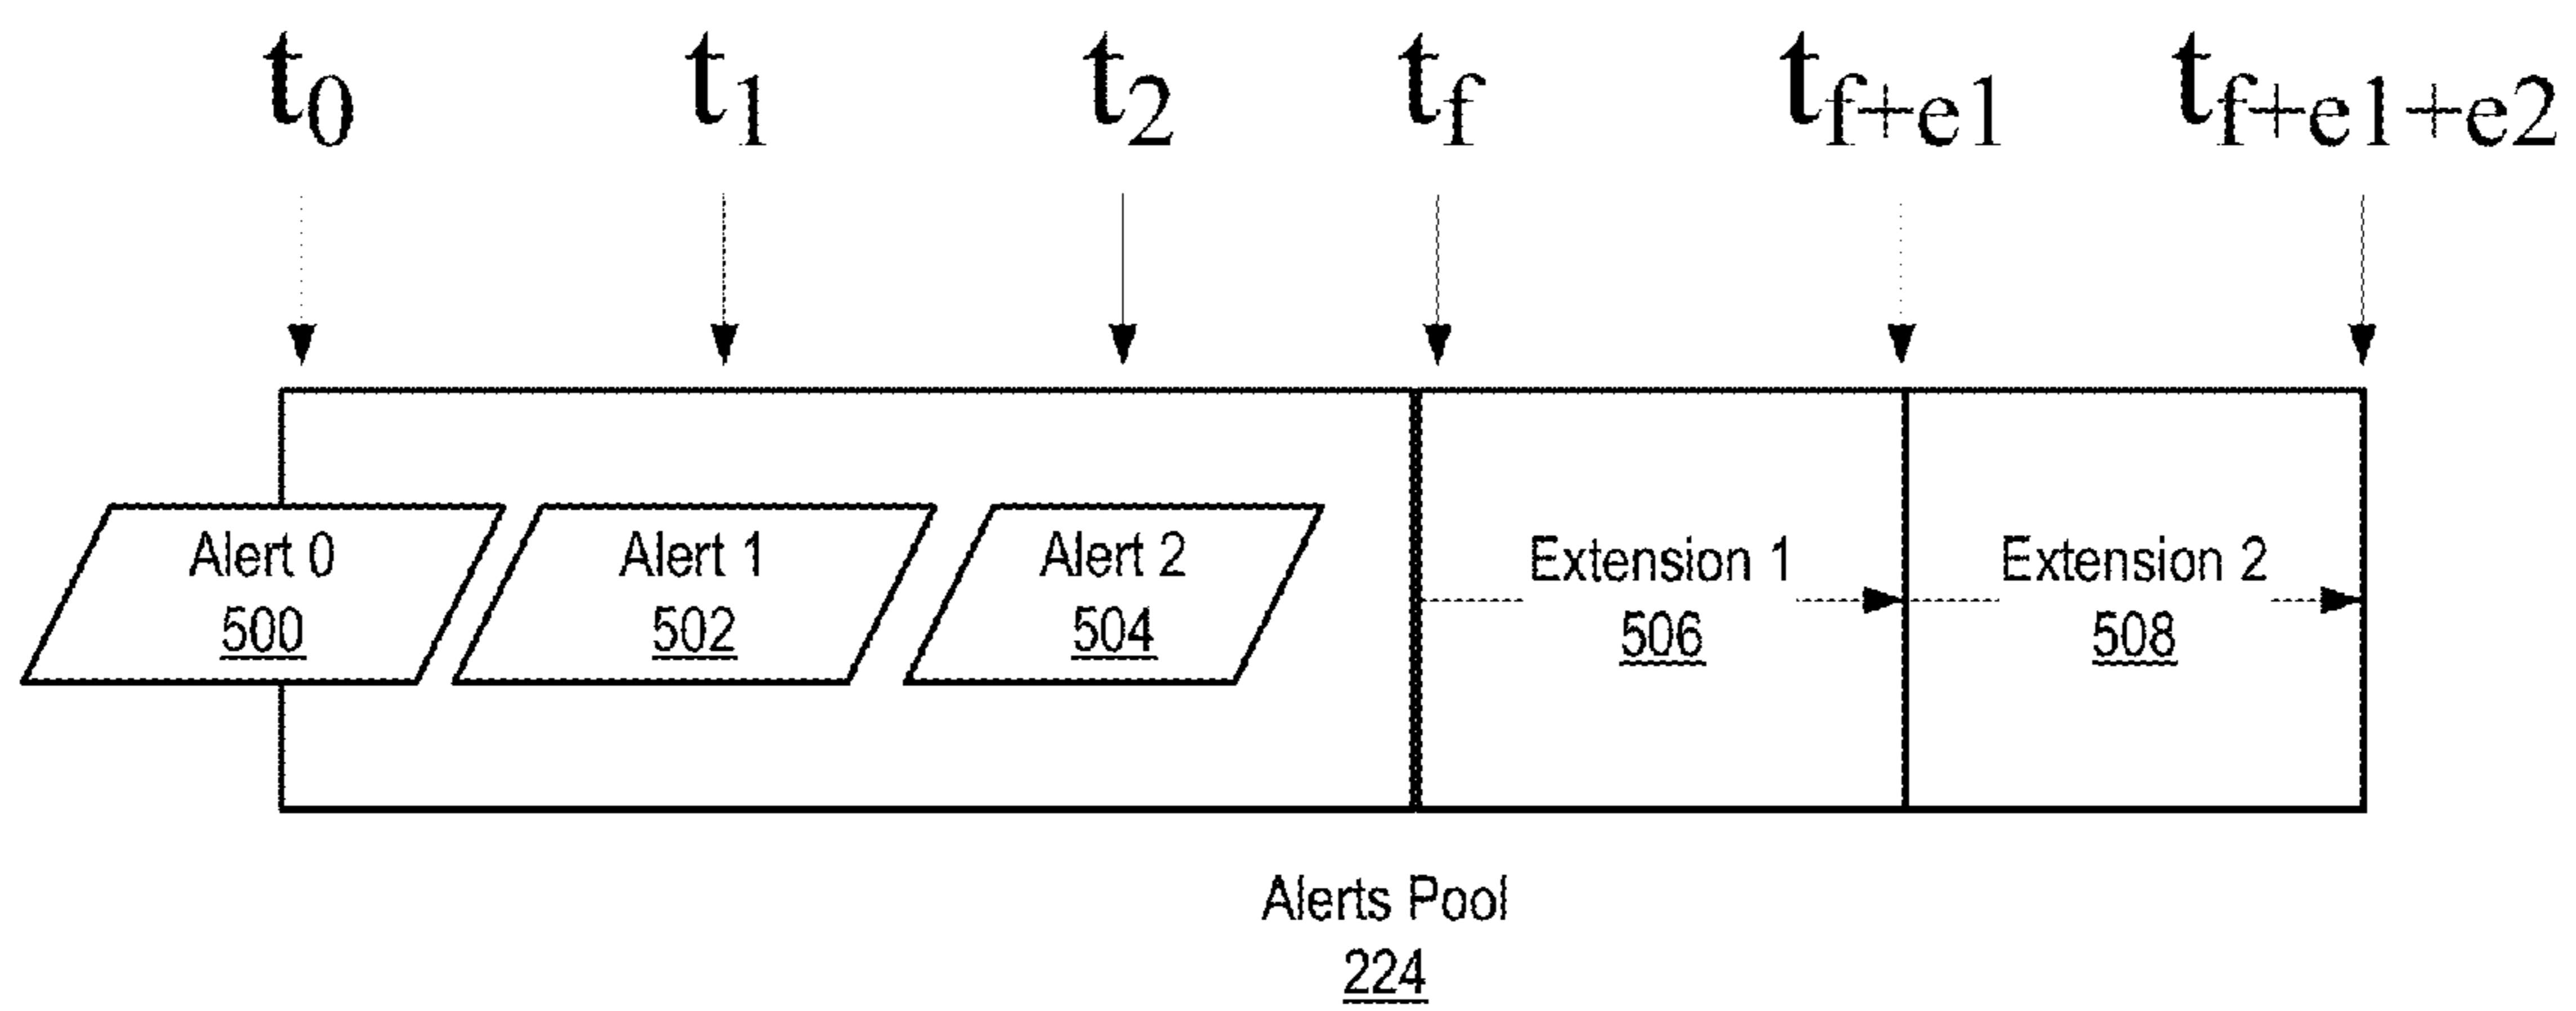 t0 t1 t2 tf tf+e1 tf+e1+e2
Alert 0
500
Alert 1
502
Alert 2
504
Extension 1
506
Extension 2
508
Alerts Pool
224